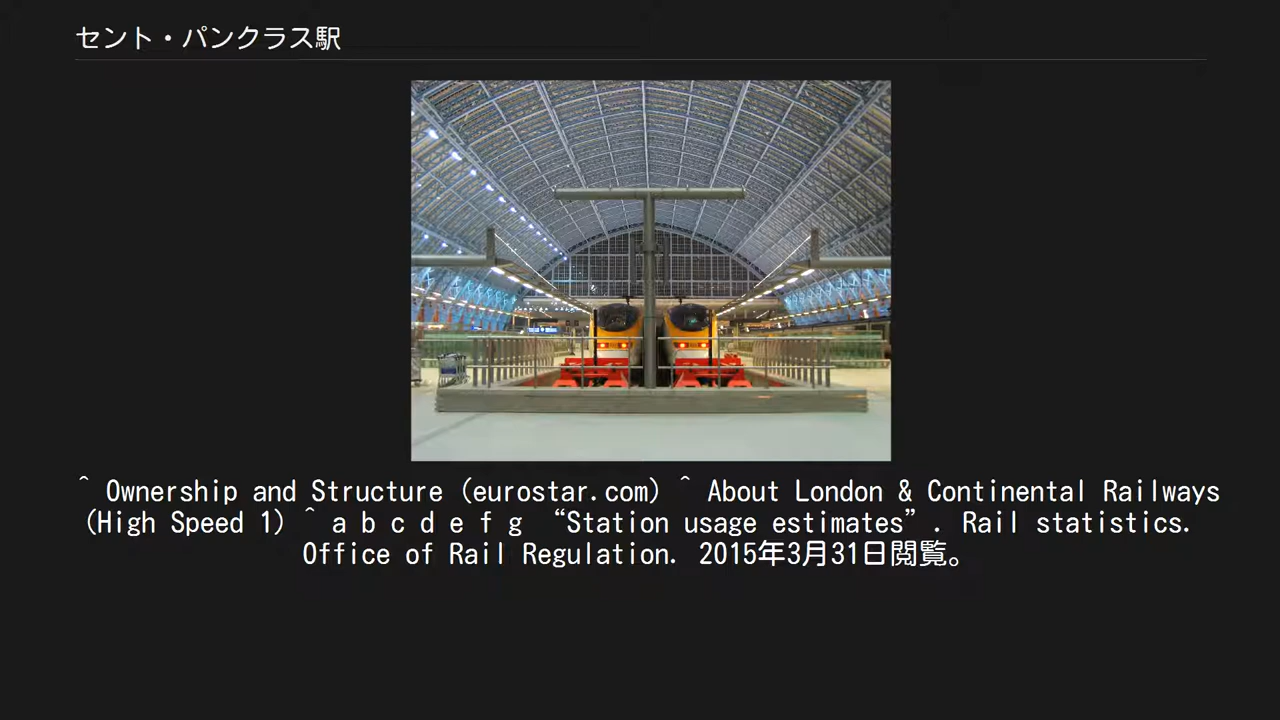 セント・パンクラス駅
^ Ownership and Structure (eurostar.com) ^ About London & Continental Railways
(High Speed 1) ^ a b c d e f g “Station usage estimates”. Rail statistics.
Office of Rail Regulation. 2015年3月31日閲覧。